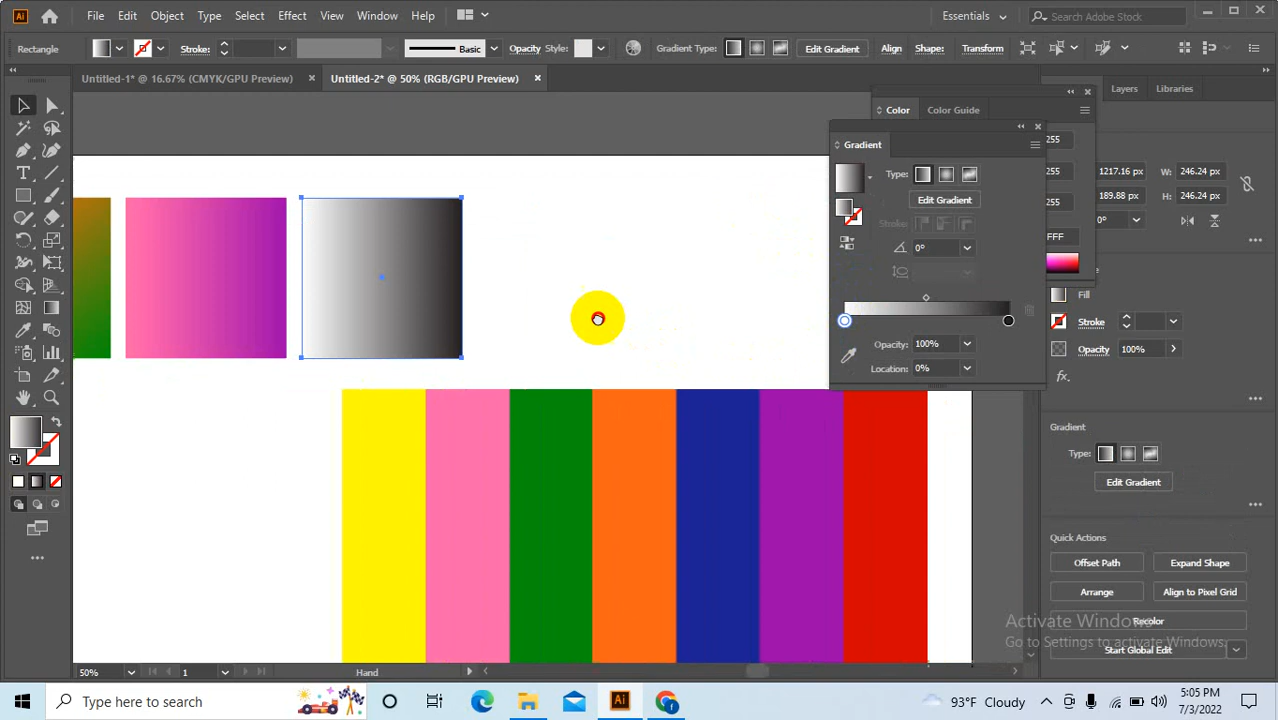 Ai File Edit Object Type Select Effect View Window Help Essentials Search Adobe Stock
Rectangle Stroke: Basic Opacity Style: Gradient Type: Edit Gradient Align Shape: Transform
Untitled-1* @ 16.67% (CMYK/GPU Preview) Untitled-2* @ 50% (RGB/GPU Preview)
Layers Libraries
Color Color Guide
255
Gradient
Type:
Edit Gradient
Stroke:
0°
Opacity: 100%
Location: 0%
255
255
FFF
1217.16 px W: 246.24 px
189.88 px H: 246.24 px
0°
Fill
Stroke
Opacity 100%
fx.
Gradient
Type:
Edit Gradient
Quick Actions
Offset Path Expand Shape
Arrange Align to Pixel Grid
Recolor
Start Global Edit
Activate Windows
Go to Settings to activate Windows.
50% 1 Hand
Type here to search Ai 93°F Cloudy 5:05 PM
7/3/2022